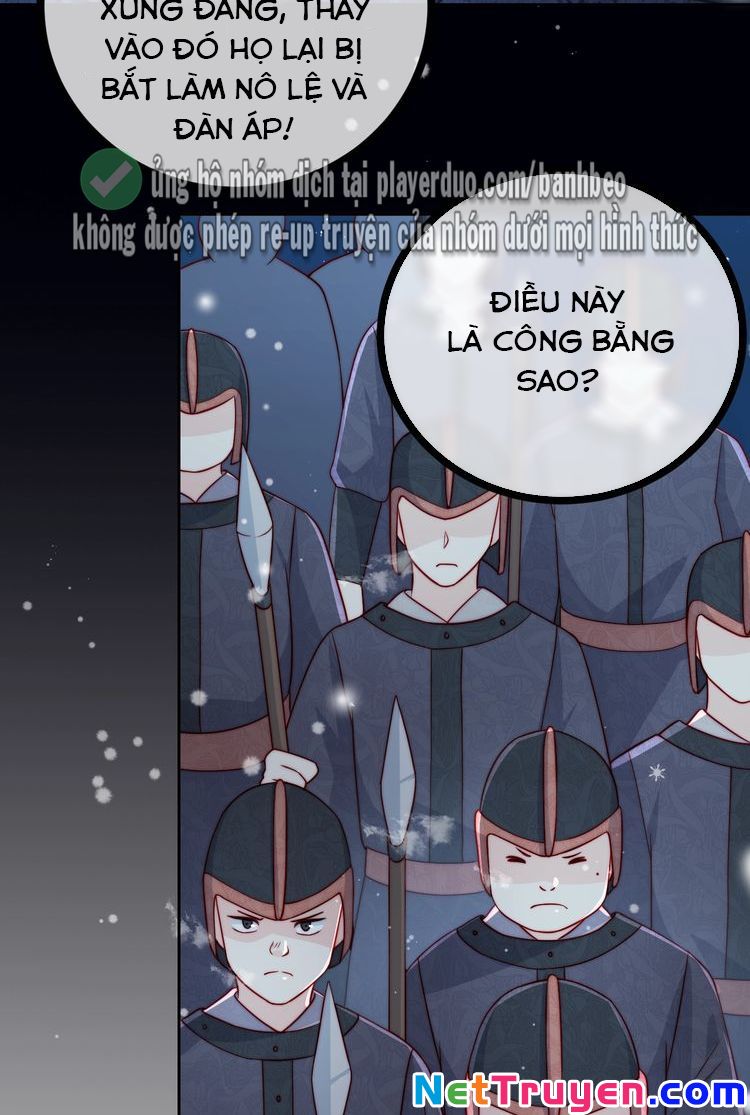 XỨNG ĐÁNG, THAY
VÀO ĐÓ HỌ LẠI BỊ
BẮT LÀM NÔ LỆ VÀ
ĐÀN ÁP!
ủng hộ nhóm dịch tại playerduo.com/banhbeo
không được phép re-up truyện của nhóm dưới mọi hình thức
ĐIỀU NÀY
LÀ CÔNG BẰNG
SAO?
NetTruyen.com